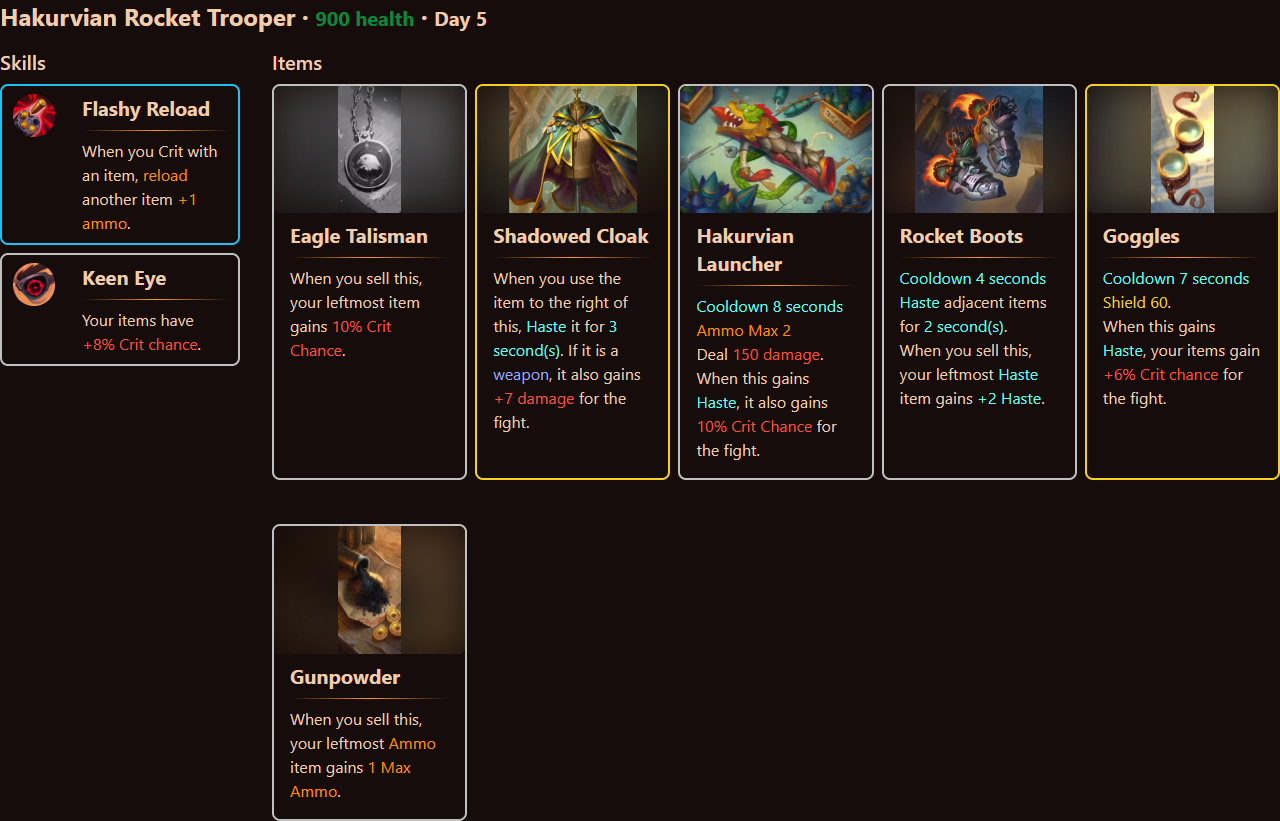 Hakurvian Rocket Trooper · 900 health · Day 5
Skills
Flashy Reload
When you Crit with
an item, reload
another item +1
ammo.
Keen Eye
Your items have
+8% Crit chance.
Items
Eagle Talisman
When you sell this,
your leftmost item
gains 10% Crit
Chance.
Shadowed Cloak
When you use the
item to the right of
this, Haste it for 3
second(s). If it is a
weapon, it also gains
+7 damage for the
fight.
Hakurvian
Launcher
Cooldown 8 seconds
Ammo Max 2
Deal 150 damage.
When this gains
Haste, it also gains
10% Crit Chance for
the fight.
Rocket Boots
Cooldown 4 seconds
Haste adjacent items
for 2 second(s).
When you sell this,
your leftmost Haste
item gains +2 Haste.
Goggles
Cooldown 7 seconds
Shield 60.
When this gains
Haste, your items gain
+6% Crit chance for
the fight.
Gunpowder
When you sell this,
your leftmost Ammo
item gains 1 Max
Ammo.